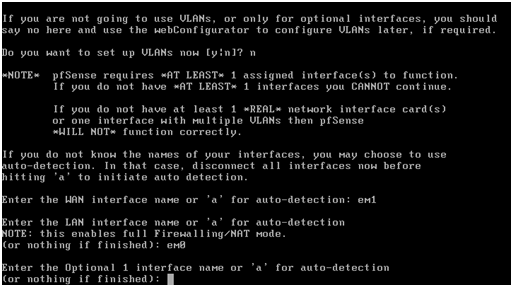 If you are not going to use VLANs, or only for optional interfaces, you should
say no here and use the webConfigurator to configure VLANs later, if required.
Do you want to set up VLANs now [y|n]? n
*NOTE*  pfSense requires *AT LEAST* 1 assigned interface(s) to function.
If you do not have *AT LEAST* 1 interfaces you CANNOT continue.
If you do not have at least 1 *REAL* network interface card(s)
or one interface with multiple VLANs then pfSense
*WILL NOT* function correctly.
If you do not know the names of your interfaces, you may choose to use
auto-detection. In that case, disconnect all interfaces now before
hitting 'a' to initiate auto detection.
Enter the WAN interface name or 'a' for auto-detection: em1
Enter the LAN interface name or 'a' for auto-detection
NOTE: this enables full Firewalling/NAT mode.
(or nothing if finished): em0
Enter the Optional 1 interface name or 'a' for auto-detection
(or nothing if finished):